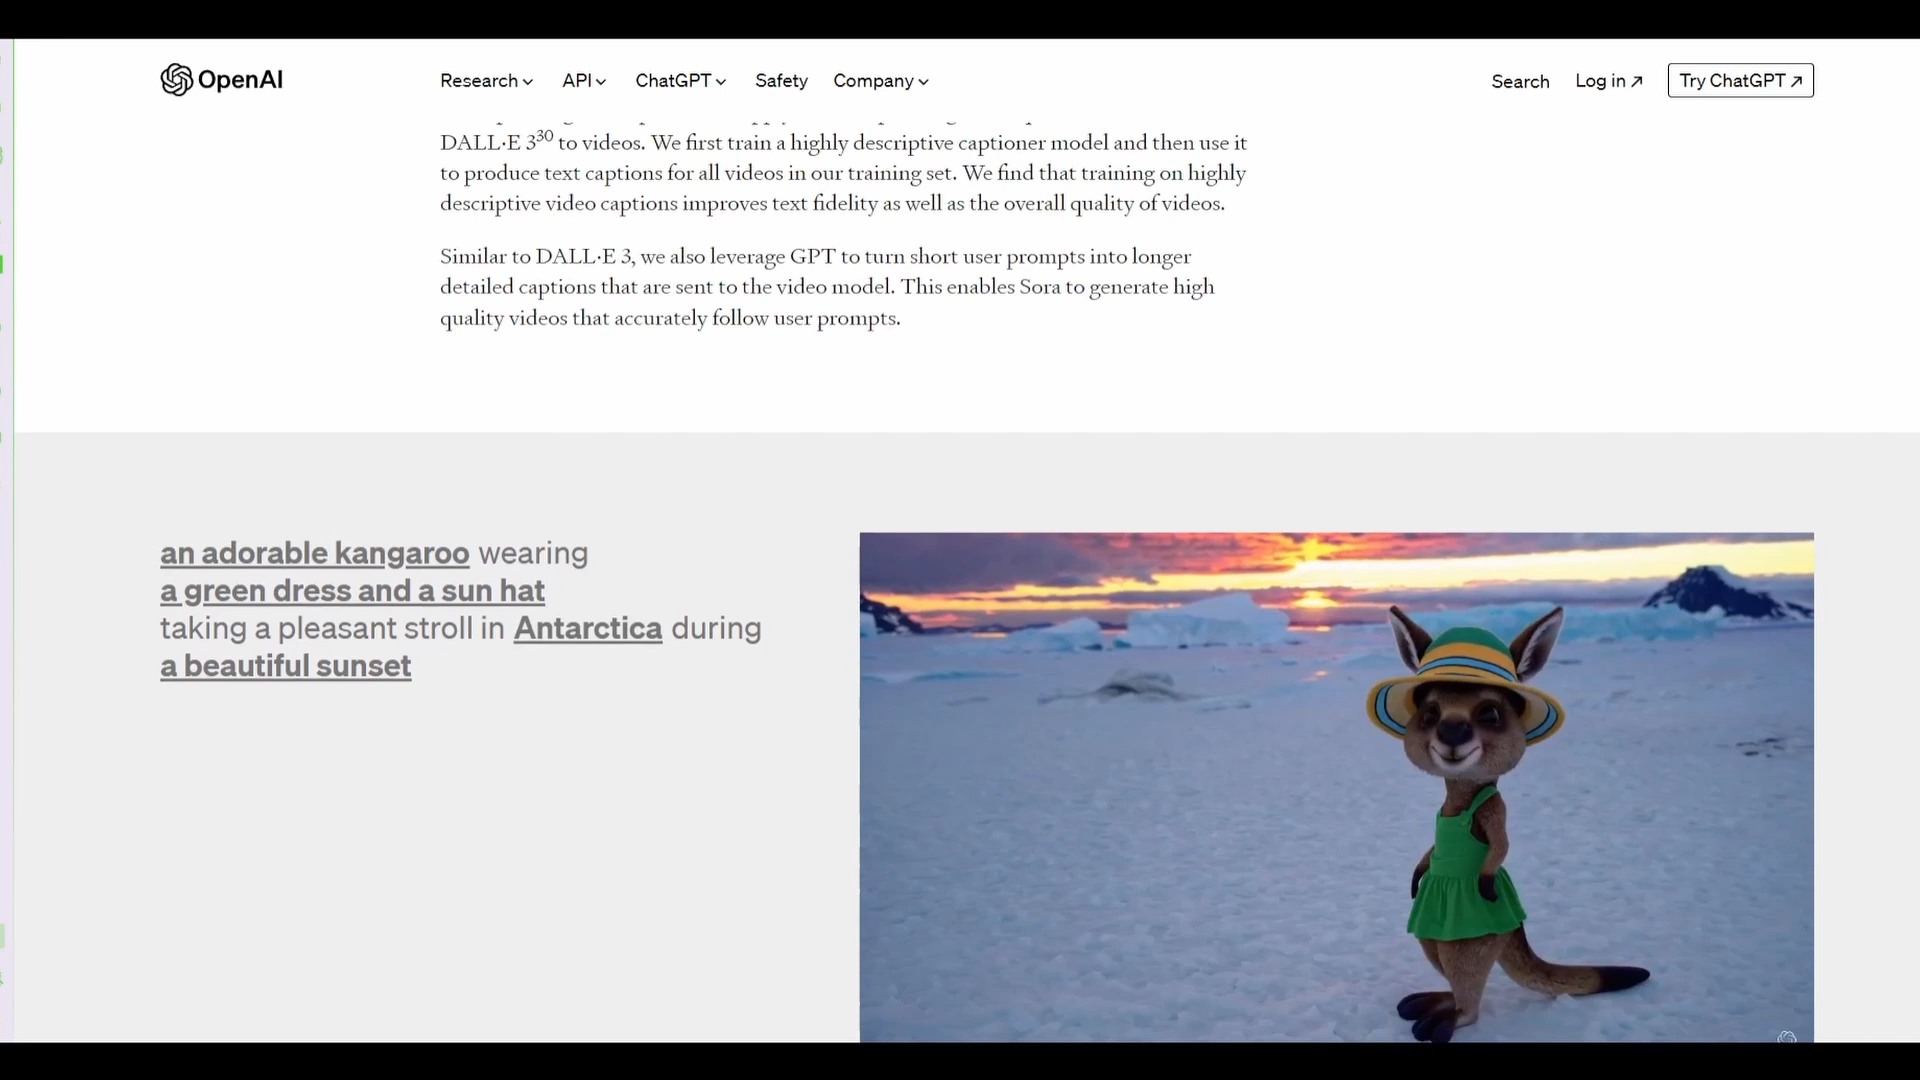 OpenAI
Research API ChatGPT Safety Company Search Log in ↗ Try ChatGPT ↗
DALL·E 3³⁰ to videos. We first train a highly descriptive captioner model and then use it
to produce text captions for all videos in our training set. We find that training on highly
descriptive video captions improves text fidelity as well as the overall quality of videos.
Similar to DALL·E 3, we also leverage GPT to turn short user prompts into longer
detailed captions that are sent to the video model. This enables Sora to generate high
quality videos that accurately follow user prompts.
an adorable kangaroo wearing
a green dress and a sun hat
taking a pleasant stroll in Antarctica during
a beautiful sunset